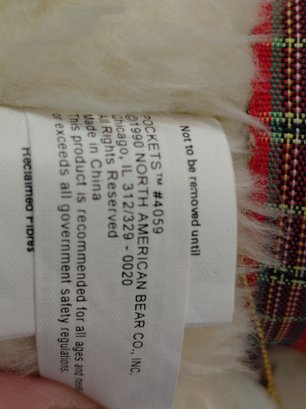 Not to be removed until
POCKETS ™ #4059
©1990 NORTH AMERICAN BEAR CO., INC.
Chicago, IL 312/329 - 0020
All Rights Reserved
Made in China
This product is recommended for all ages and
or exceeds all government safety regulations.
Reclaimed Fibres